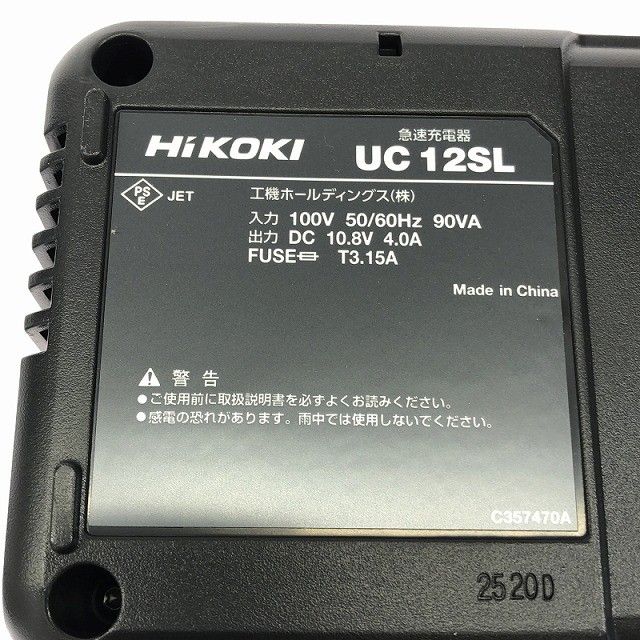 HiKOKI
急速充電器
UC 12SL
PSE JET
工機ホールディングス(株)
入力 100V 50/60Hz 90VA
出力 DC 10.8V 4.0A
FUSE T3.15A
Made in China
警告
●ご使用前に取扱説明書を必ずよくお読みください。
●感電の恐れがあります。雨中では使用しないでください。
C357470A
2520D